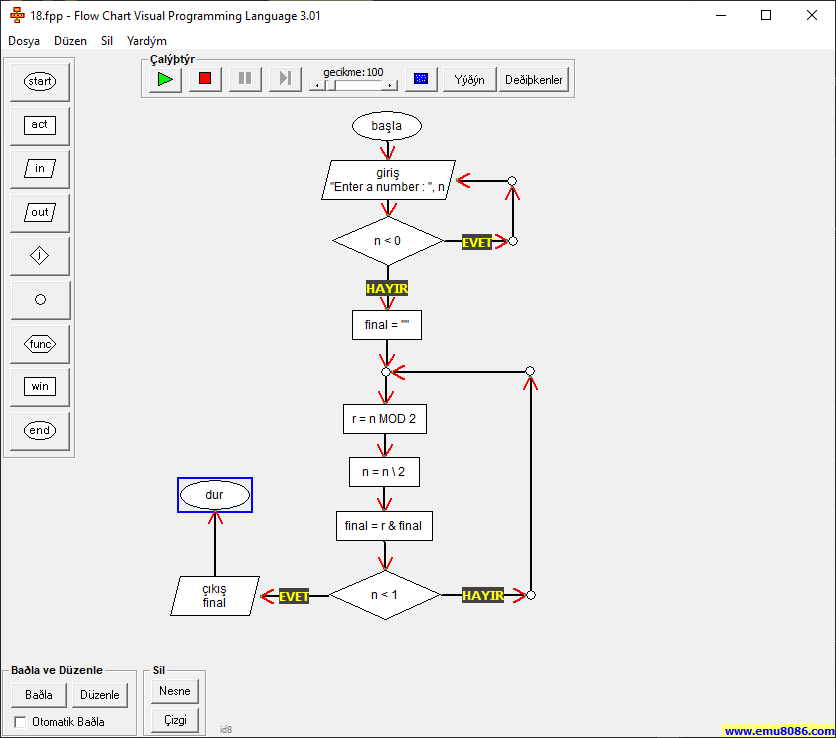 18.fpp - Flow Chart Visual Programming Language 3.01
Dosya Düzen Sil Yardým
Çalýþtýr
gecikme:100
Yýðýn
Deðiþkenler
start
act
in
out
j
func
win
end
başla
giriş
"Enter a number : ", n
n < 0
EVET
HAYIR
final = ""
r = n MOD 2
n = n \ 2
final = r & final
n < 1
EVET
HAYIR
çıkış
final
dur
Baðla ve Düzenle
Baðla
Düzenle
Otomatik Baðla
Sil
Nesne
Çizgi
id8
www.emu8086.com